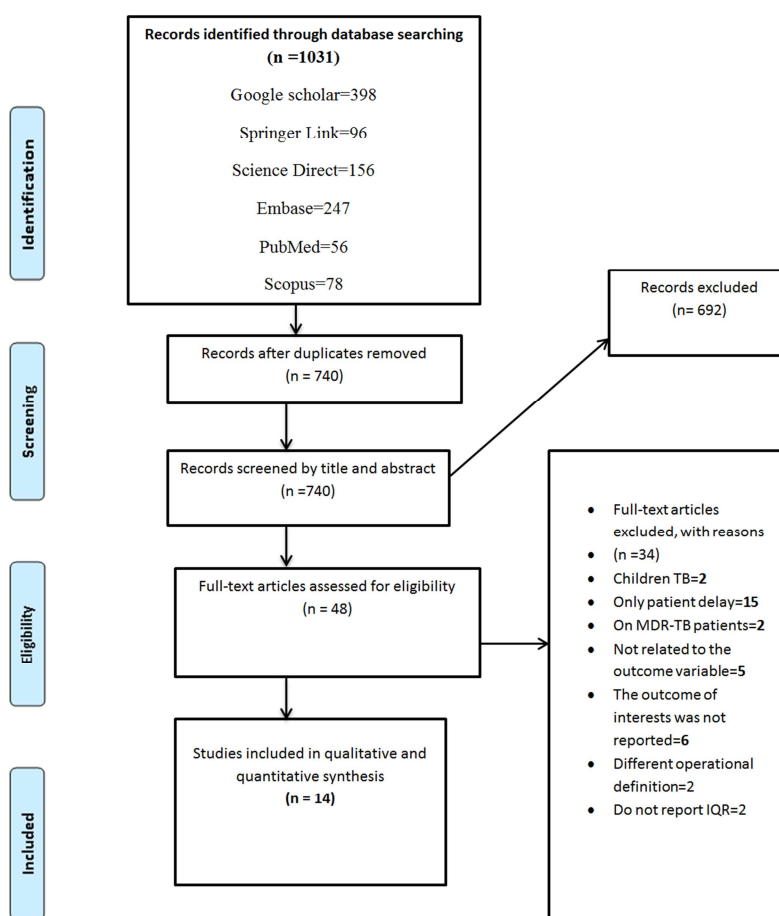 Records identified through database searching
(n =1031)
Google scholar=398
Springer Link=96
Science Direct=156
Embase=247
PubMed=56
Scopus=78
Identification
Records excluded
(n= 692)
Records after duplicates removed
(n = 740)
Screening
Records screened by title and abstract
(n =740)
Full-text articles assessed for eligibility
(n = 48)
Eligibility
• Full-text articles
excluded, with reasons
• (n =34)
• Children TB=2
• Only patient delay=15
• On MDR-TB patients=2
• Not related to the
outcome variable=5
• The outcome of
interests was not
reported=6
• Different operational
definition=2
• Do not report IQR=2
Studies included in qualitative and
quantitative synthesis
(n = 14)
Included